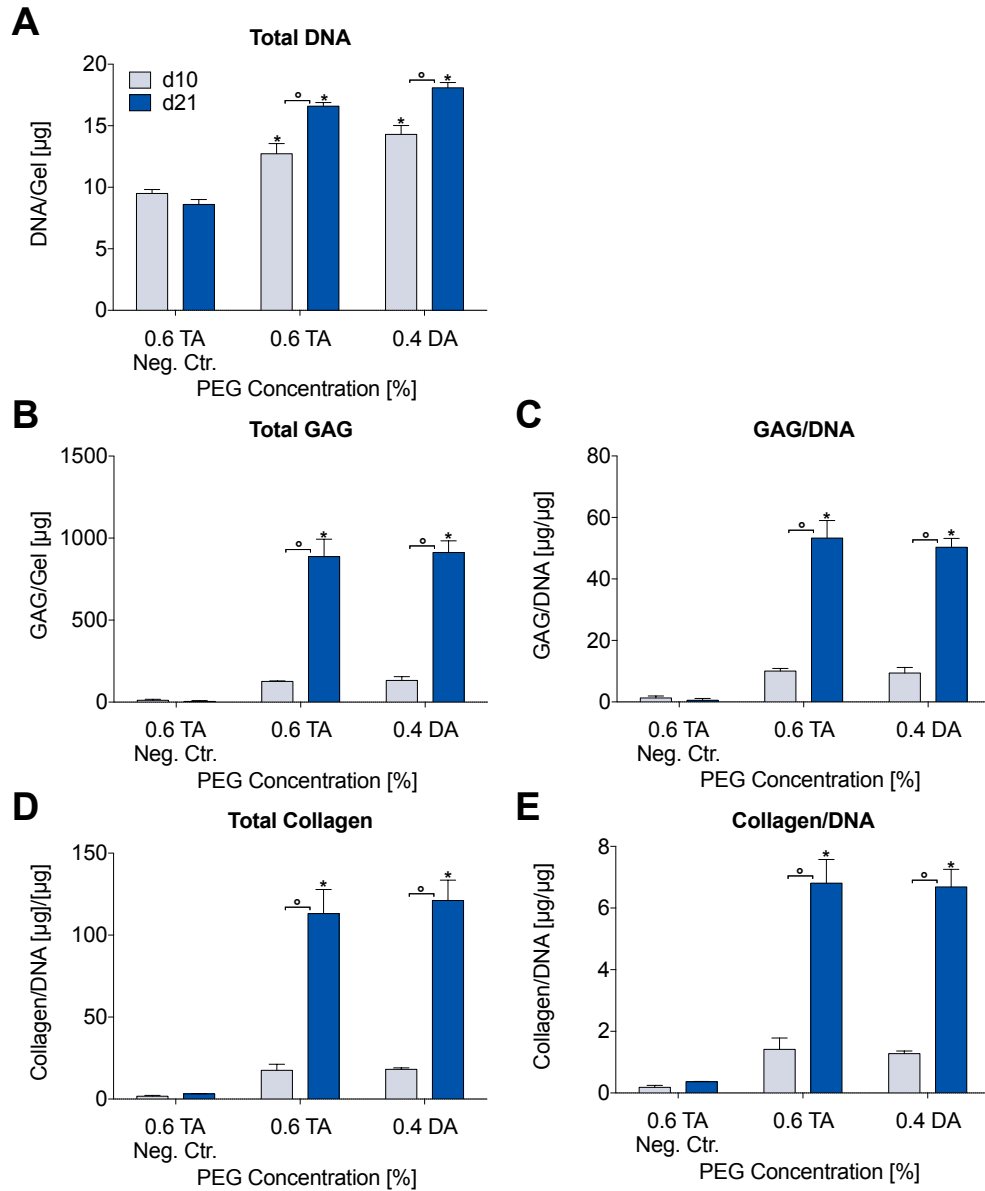 A
Total DNA
d10
d21
DNA/Gel [µg]
20
15
10
5
0
° * ° *
* *
0.6 TA
Neg. Ctr.
0.6 TA
0.4 DA
PEG Concentration [%]
B
Total GAG
GAG/Gel [µg]
1500
1000
500
0
° * ° *
0.6 TA
Neg. Ctr.
0.6 TA
0.4 DA
PEG Concentration [%]
C
GAG/DNA
GAG/DNA [µg/µg]
80
60
40
20
0
° * ° *
0.6 TA
Neg. Ctr.
0.6 TA
0.4 DA
PEG Concentration [%]
D
Total Collagen
Collagen/DNA [µg]/[µg]
150
100
50
0
° * ° *
0.6 TA
Neg. Ctr.
0.6 TA
0.4 DA
PEG Concentration [%]
E
Collagen/DNA
Collagen/DNA [µg/µg]
8
6
4
2
0
° * ° *
0.6 TA
Neg. Ctr.
0.6 TA
0.4 DA
PEG Concentration [%]